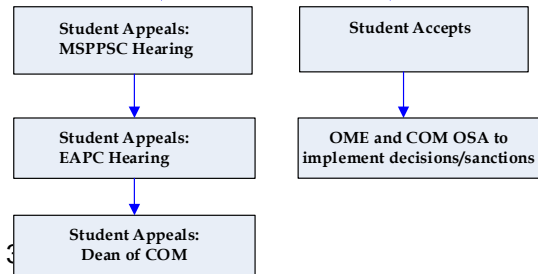 Student Appeals:
MSPPSC Hearing
Student Accepts
Student Appeals:
EAPC Hearing
OME and COM OSA to
implement decisions/sanctions
Student Appeals:
Dean of COM